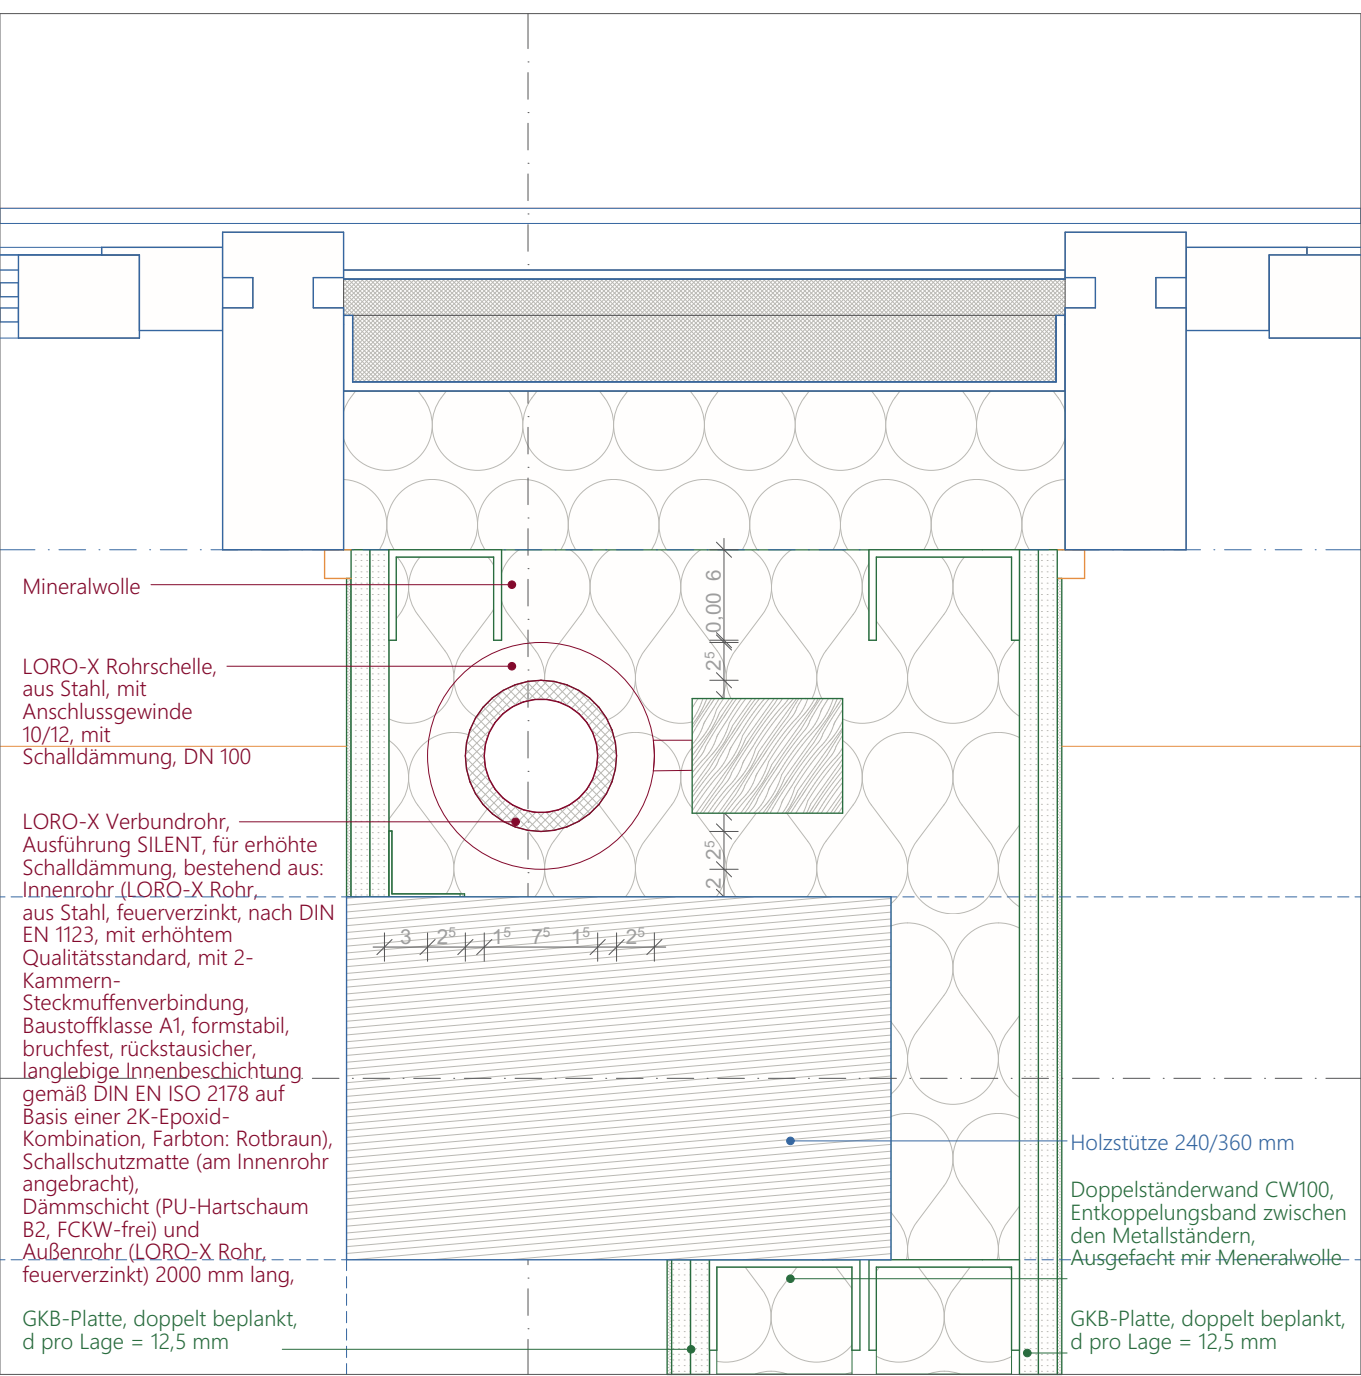 Mineralwolle
LORO-X Rohrschelle,
aus Stahl, mit
Anschlussgewinde
10/12, mit
Schalldämmung, DN 100
LORO-X Verbundrohr,
Ausführung SILENT, für erhöhte
Schalldämmung, bestehend aus:
Innenrohr (LORO-X Rohr,
aus Stahl, feuerverzinkt, nach DIN
EN 1123, mit erhöhtem
Qualitätsstandard, mit 2-
Kammern-
Steckmuffenverbindung,
Baustoffklasse A1, formstabil,
bruchfest, rückstausicher,
langlebige Innenbeschichtung
gemäß DIN EN ISO 2178 auf
Basis einer 2K-Epoxid-
Kombination, Farbton: Rotbraun),
Schallschutzmatte (am Innenrohr
angebracht),
Dämmschicht (PU-Hartschaum
B2, FCKW-frei) und
Außenrohr (LORO-X Rohr,
feuerverzinkt) 2000 mm lang,
GKB-Platte, doppelt beplankt,
d pro Lage = 12,5 mm
2 2⁵ 2⁵ 0,00 6
3 2⁵ 1⁵ 7⁵ 1⁵ 2⁵
Holzstütze 240/360 mm
Doppelständerwand CW100,
Entkoppelungsband zwischen
den Metallständern,
Ausgefacht mir Meneralwolle
GKB-Platte, doppelt beplankt,
d pro Lage = 12,5 mm